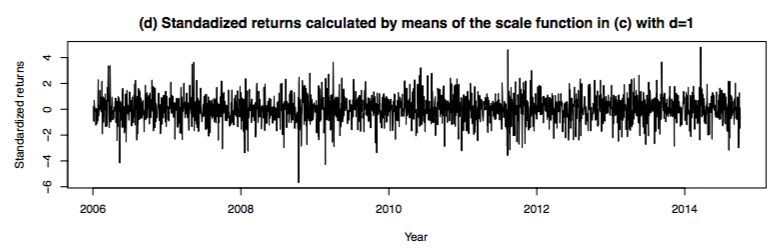 (d) Standadized returns calculated by means of the scale function in (c) with d=1
Standardized returns
4
2
0
−2
−4
−6
2006 2008 2010 2012 2014
Year